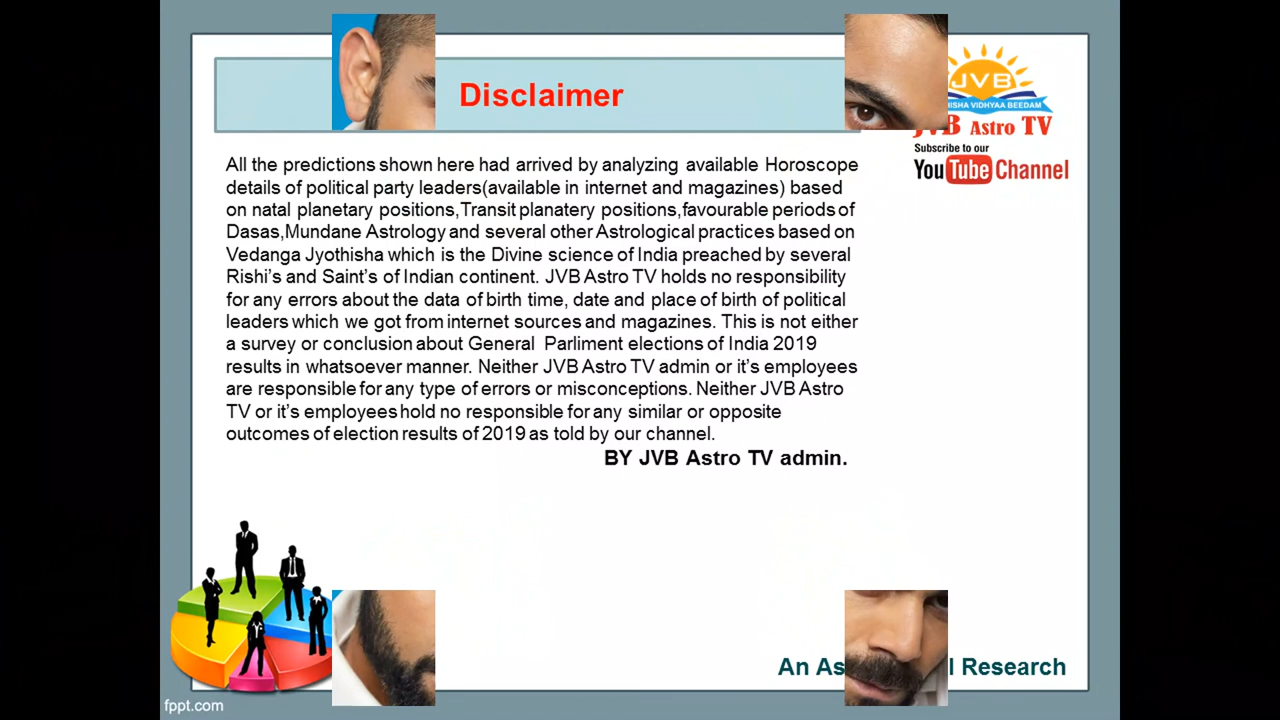 Disclaimer
JVB
HISHA VIDHYAA BEEDAM
JVB Astro TV
Subscribe to our
YouTube Channel
All the predictions shown here had arrived by analyzing available Horoscope
details of political party leaders(available in internet and magazines) based
on natal planetary positions,Transit planatery positions,favourable periods of
Dasas,Mundane Astrology and several other Astrological practices based on
Vedanga Jyothisha which is the Divine science of India preached by several
Rishi's and Saint's of Indian continent. JVB Astro TV holds no responsibility
for any errors about the data of birth time, date and place of birth of political
leaders which we got from internet sources and magazines. This is not either
a survey or conclusion about General Parliment elections of India 2019
results in whatsoever manner. Neither JVB Astro TV admin or it's employees
are responsible for any type of errors or misconceptions. Neither JVB Astro
TV or it's employees hold no responsible for any similar or opposite
outcomes of election results of 2019 as told by our channel.
BY JVB Astro TV admin.
An As l Research
fppt.com